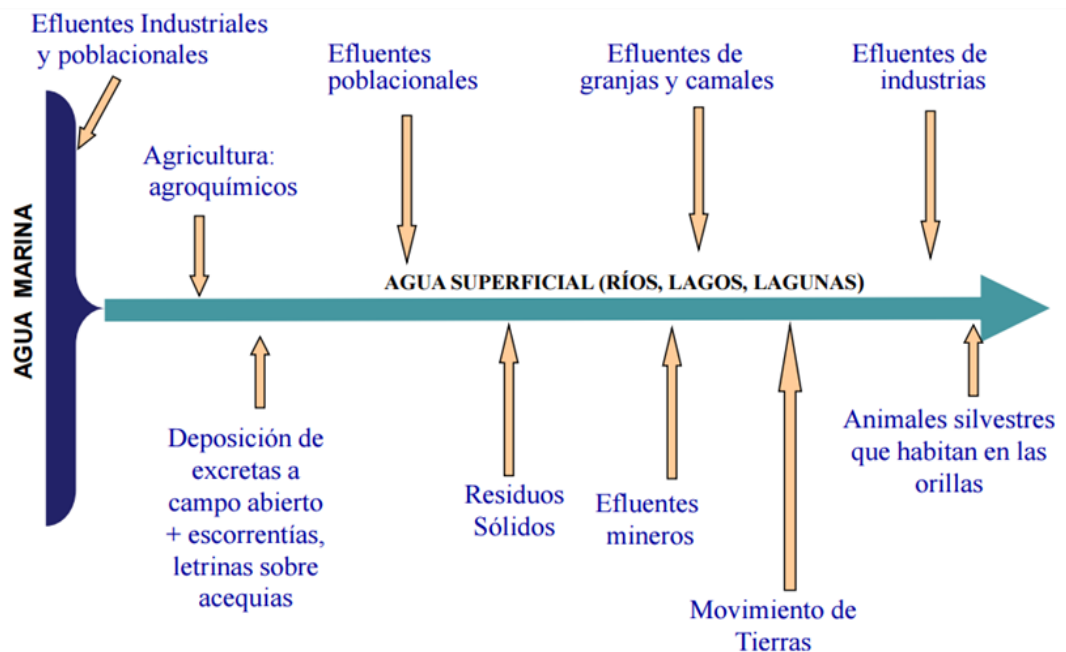 Efluentes Industriales
y poblacionales
Efluentes
poblacionales
Efluentes de
granjas y camales
Efluentes de
industrias
Agricultura:
agroquímicos
AGUA MARINA
AGUA SUPERFICIAL (RÍOS, LAGOS, LAGUNAS)
Deposición de
excretas a
campo abierto
+ escorrentías,
letrinas sobre
acequias
Residuos
Sólidos
Efluentes
mineros
Movimiento de
Tierras
Animales silvestres
que habitan en las
orillas